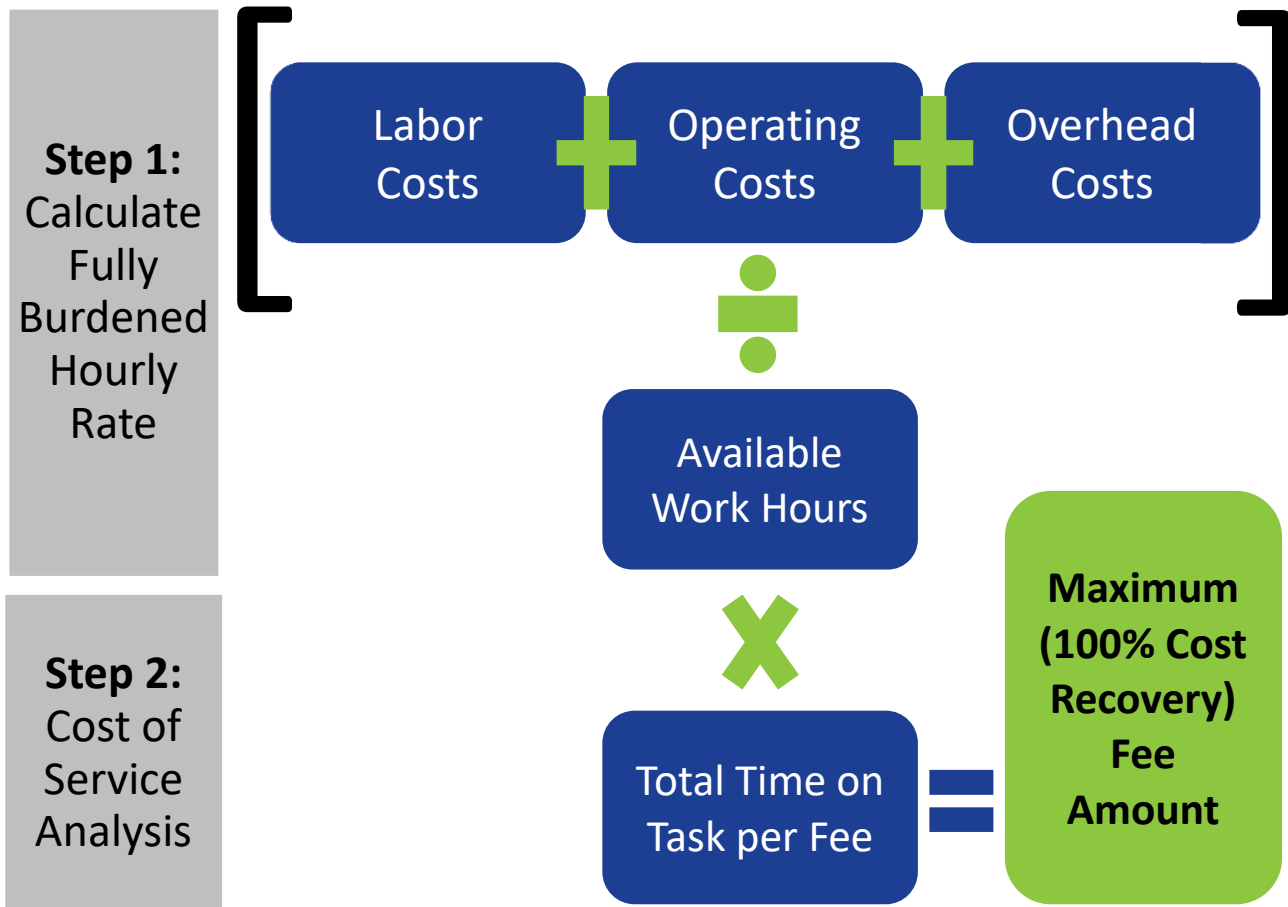 Step 1:
Calculate
Fully
Burdened
Hourly
Rate
Labor
Costs
Operating
Costs
Overhead
Costs
Available
Work Hours
Step 2:
Cost of
Service
Analysis
Total Time on
Task per Fee
Maximum
(100% Cost
Recovery)
Fee
Amount